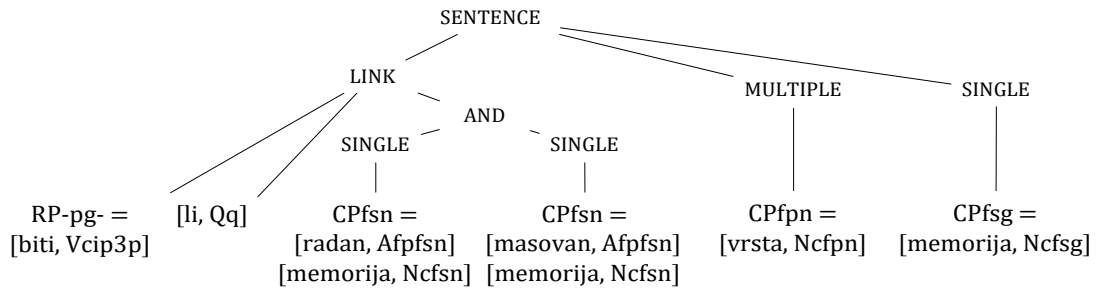 SENTENCE
LINK
MULTIPLE
SINGLE
AND
SINGLE
SINGLE
RP-pg- =
[biti, Vcip3p]
[li, Qq]
CPfsn =
[radan, Afpfsn]
[memorija, Ncfsn]
CPfsn =
[masovan, Afpfsn]
[memorija, Ncfsn]
CPfpn =
[vrsta, Ncfpn]
CPfsg =
[memorija, Ncfsg]